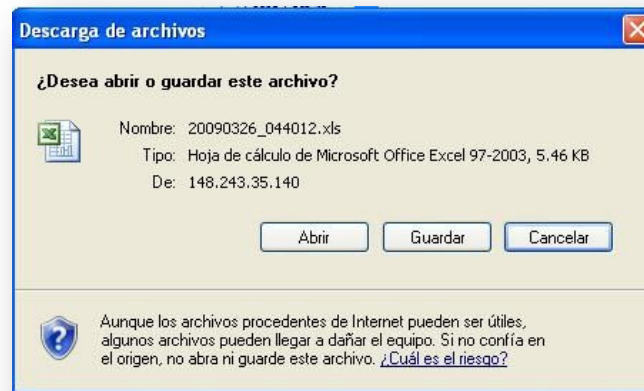 Descarga de archivos
¿Desea abrir o guardar este archivo?
Nombre: 20090326_044012.xls
Tipo: Hoja de cálculo de Microsoft Office Excel 97-2003, 5.46 KB
De: 148.243.35.140
Abrir Guardar Cancelar
Aunque los archivos procedentes de Internet pueden ser útiles,
algunos archivos pueden llegar a dañar el equipo. Si no confía en
el origen, no abra ni guarde este archivo. ¿Cuál es el riesgo?